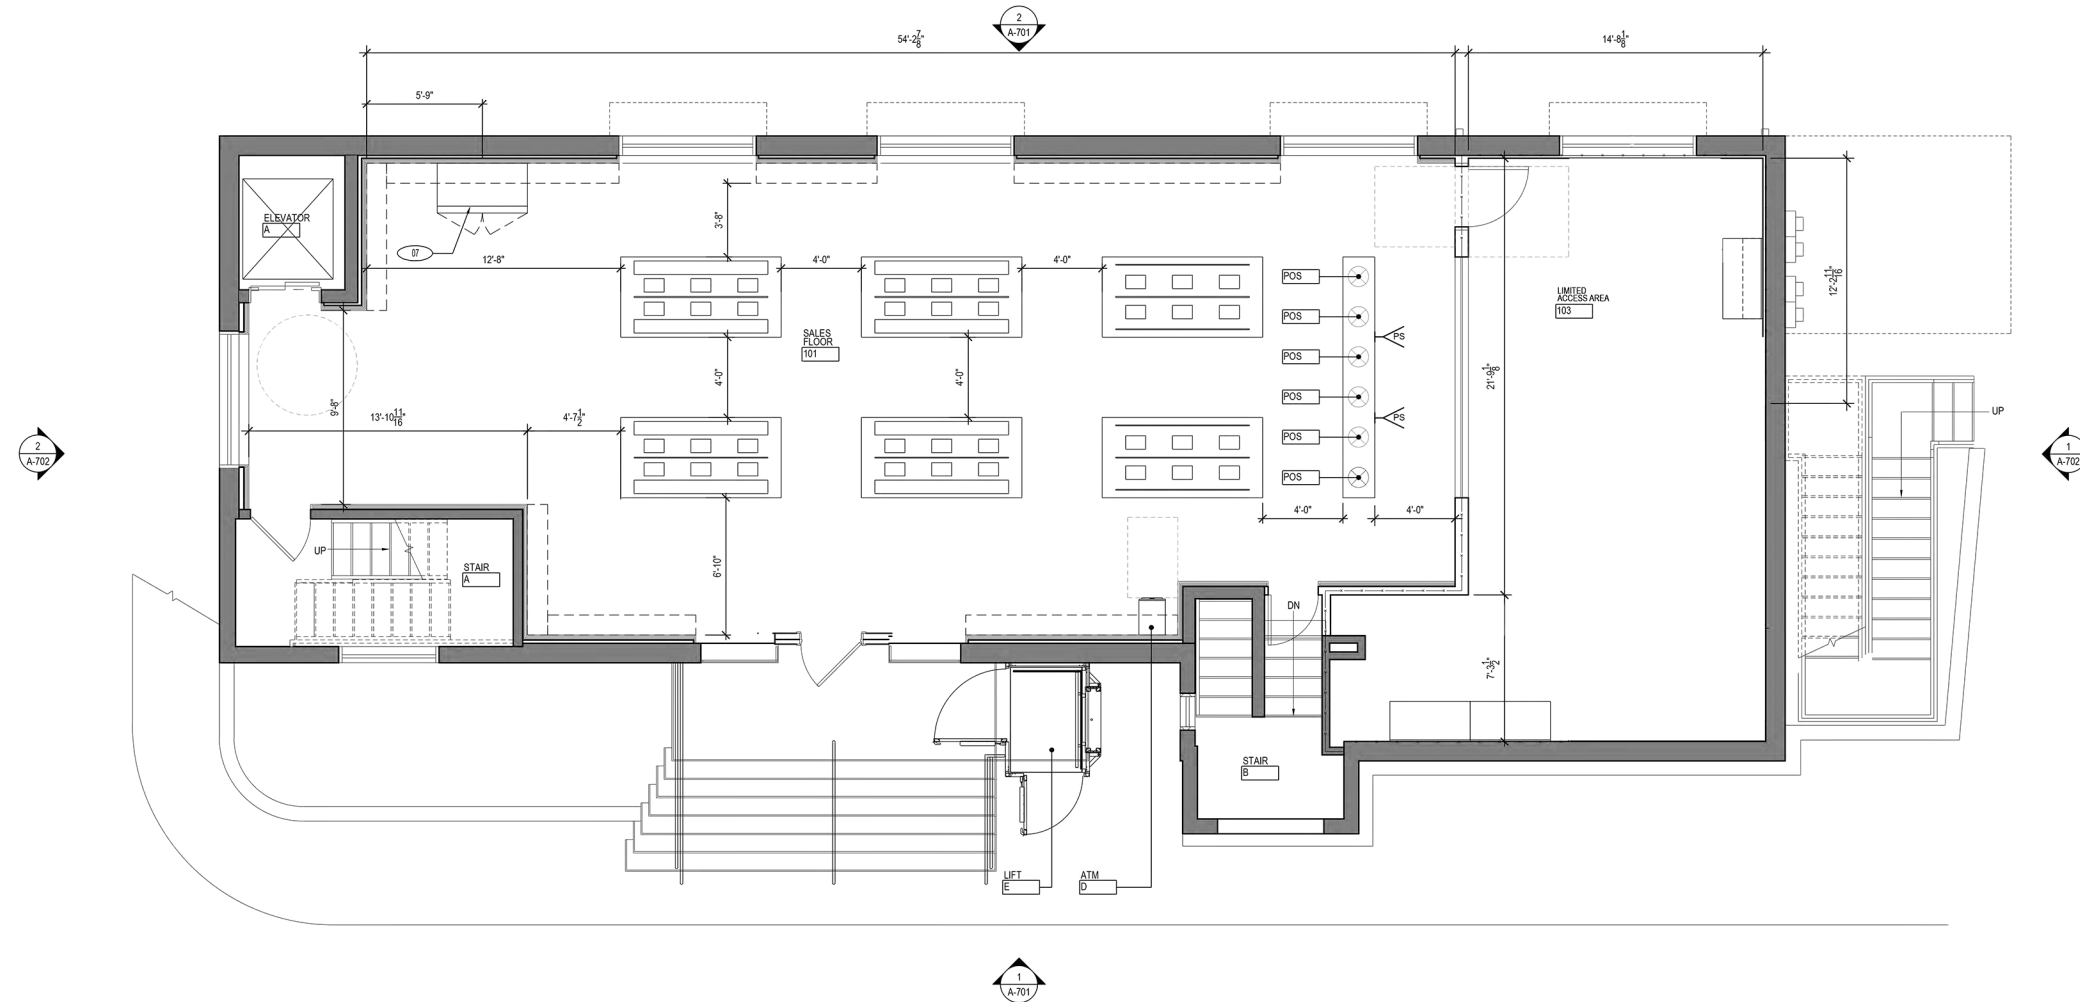 2
A-701
54'-2 7/8"
14'-8 1/8"
5'-9"
ELEVATOR
A
07
3'-8"
12'-8"
4'-0"
4'-0"
POS
POS
POS
POS
POS
POS
PS
PS
LIMITED
ACCESS AREA
103
12'-2 11/16"
SALES
FLOOR
101
4'-0"
4'-0"
21'-9 1/8"
9'-8"
13'-10 11/16"
4'-7 1/2"
UP
2
A-702
1
A-702
4'-0"
4'-0"
UP
STAIR
A
6'-10"
DN
7'-3 1/2"
STAIR
B
LIFT
E
ATM
D
1
A-701